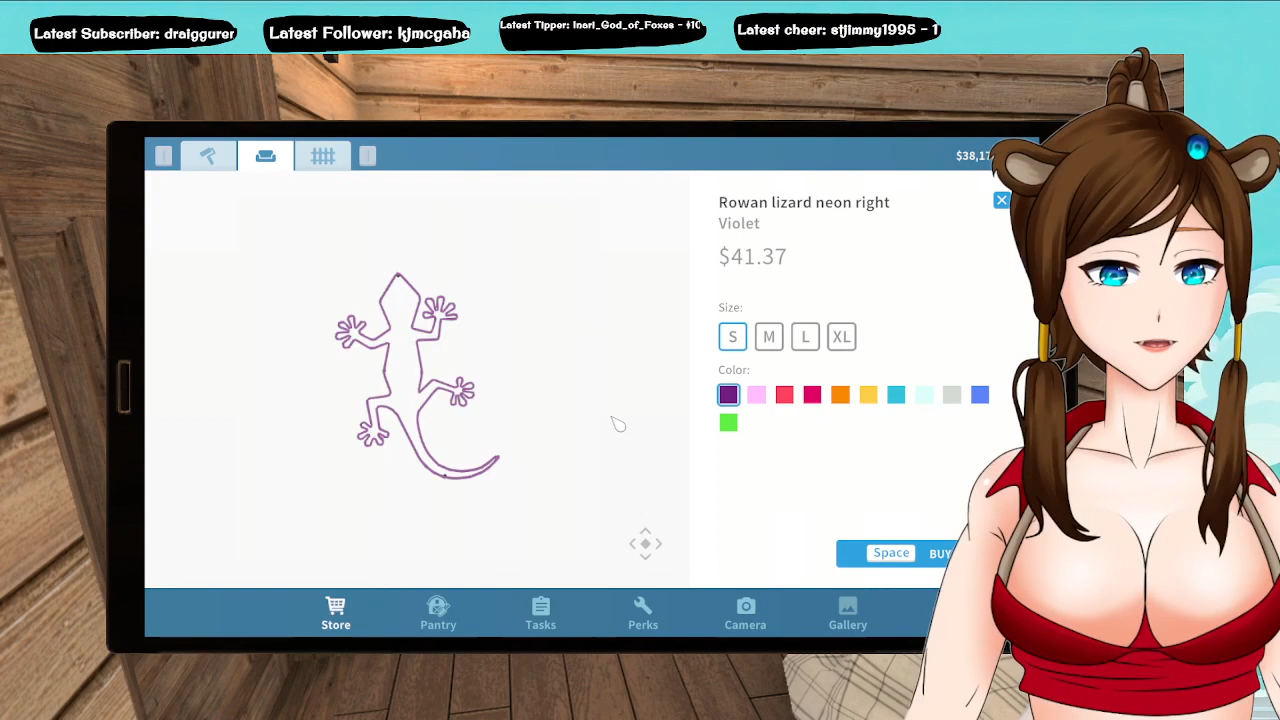 Latest Subscriber: draiggurer
Latest Follower: kjmcgaha
Latest Tipper: Inari_God_of_Foxes - $10
Latest cheer: stjimmy1995 - 1
$38,17
Rowan lizard neon right
Violet
$41.37
Size:
S M L XL
Color:
Space BUY
Store Pantry Tasks Perks Camera Gallery